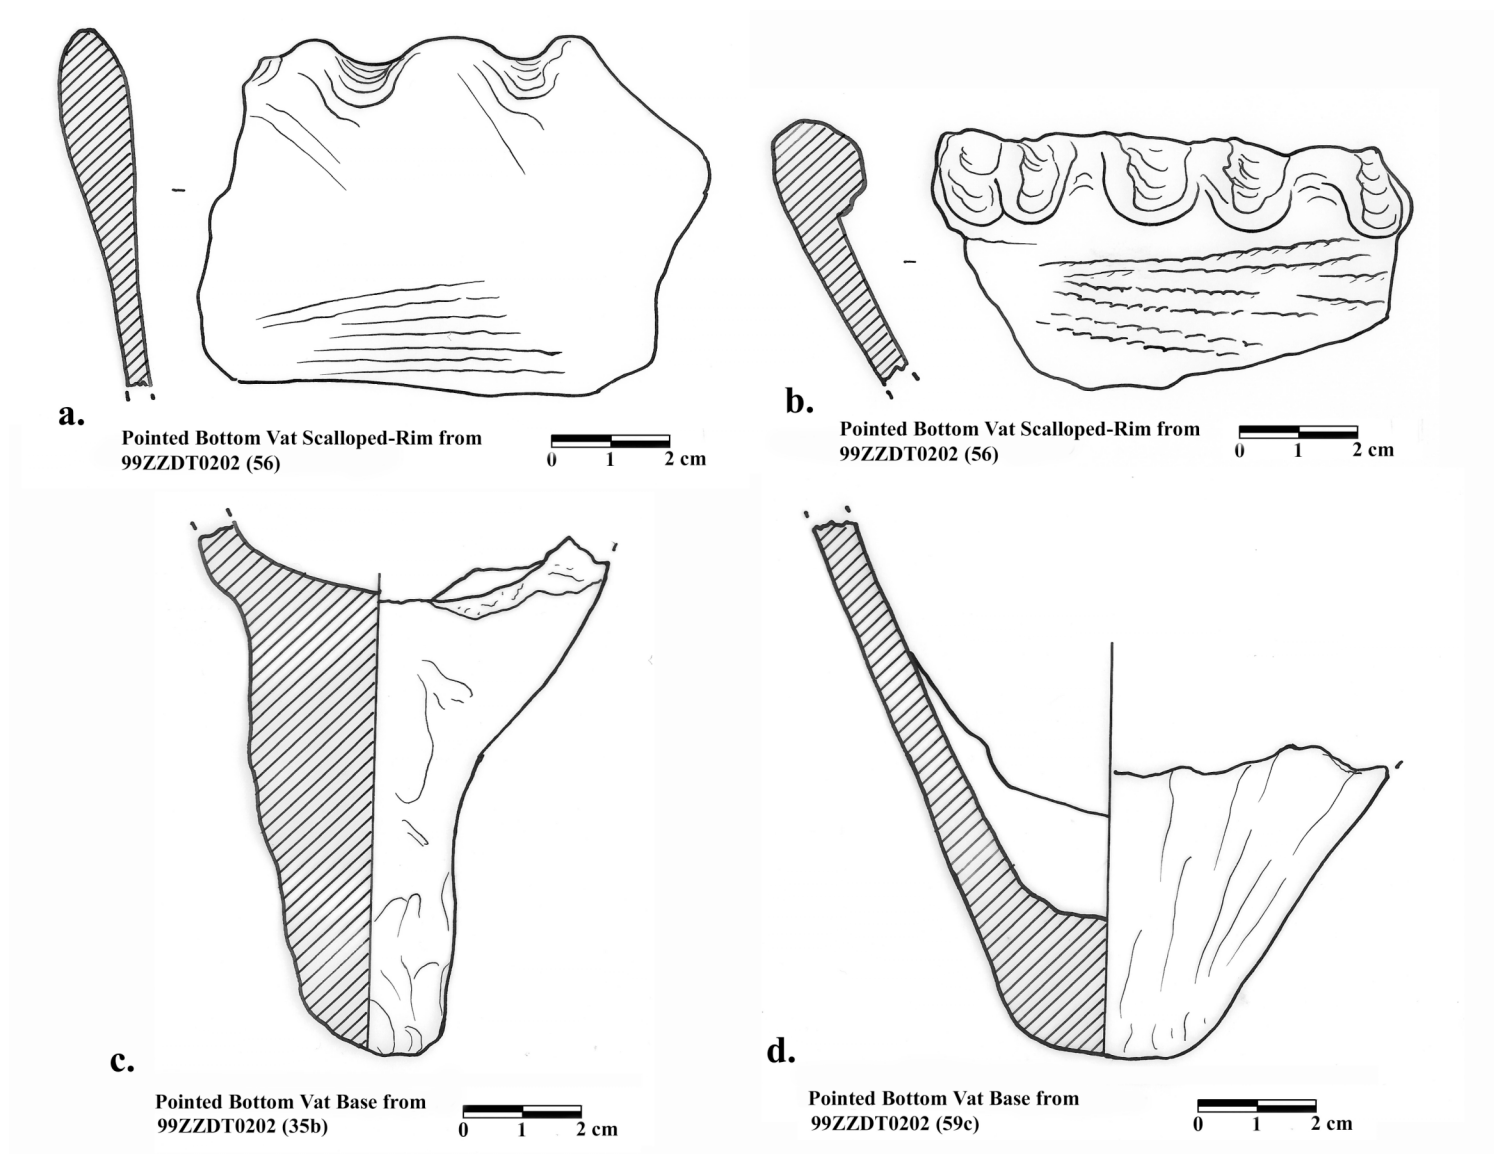 a.
Pointed Bottom Vat Scalloped-Rim from
99ZZDT0202 (56)
0 1 2 cm
b.
Pointed Bottom Vat Scalloped-Rim from
99ZZDT0202 (56)
0 1 2 cm
c.
Pointed Bottom Vat Base from
99ZZDT0202 (35b)
0 1 2 cm
d.
Pointed Bottom Vat Base from
99ZZDT0202 (59c)
0 1 2 cm